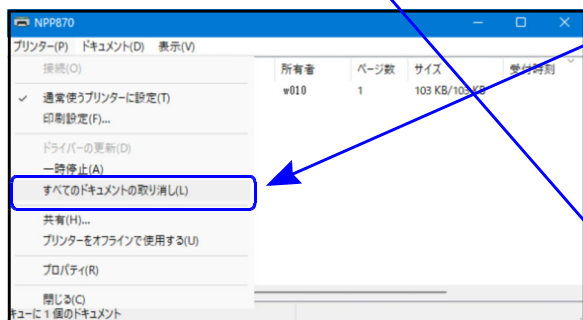 NPP870
プリンター(P) ドキュメント(D) 表示(V)
接続(O)
所有者 ページ数 サイズ 受付時刻
✓ 通常使うプリンターに設定(T)
w010 1 103 KB/103 KB
印刷設定(F)...
ドライバーの更新(D)
一時停止(A)
すべてのドキュメントの取り消し(L)
共有(H)...
プリンターをオフラインで使用する(U)
プロパティ(R)
閉じる(C)
キューに 1 個のドキュメント